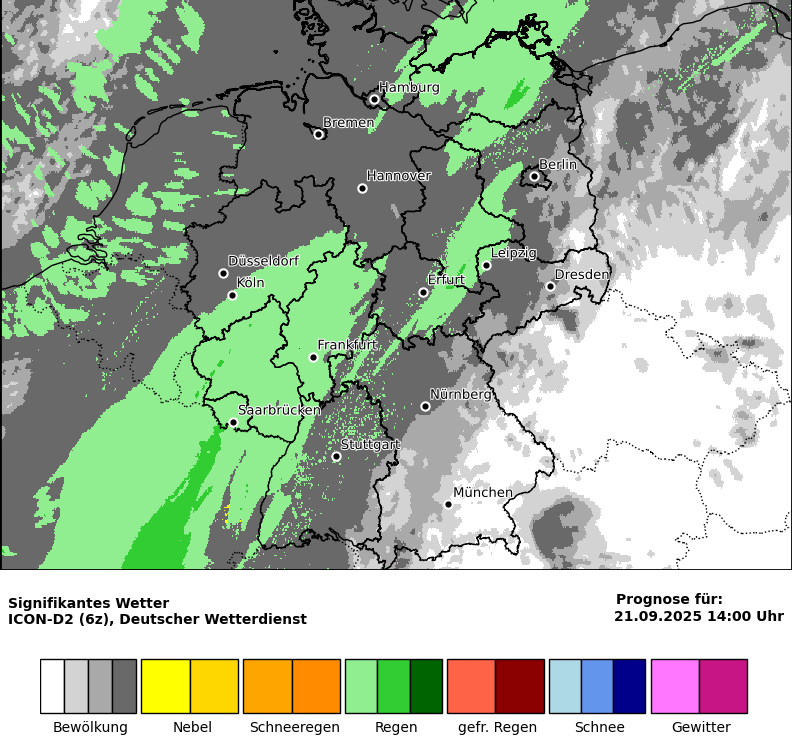 Hamburg
Bremen
Berlin
Hannover
Düsseldorf
Leipzig
Köln
Erfurt
Dresden
Frankfurt
Nürnberg
Saarbrücken
Stuttgart
München
Signifikantes Wetter
ICON-D2 (6z), Deutscher Wetterdienst
Prognose für:
21.09.2025 14:00 Uhr
Bewölkung
Nebel
Schneeregen
Regen
gefr. Regen
Schnee
Gewitter